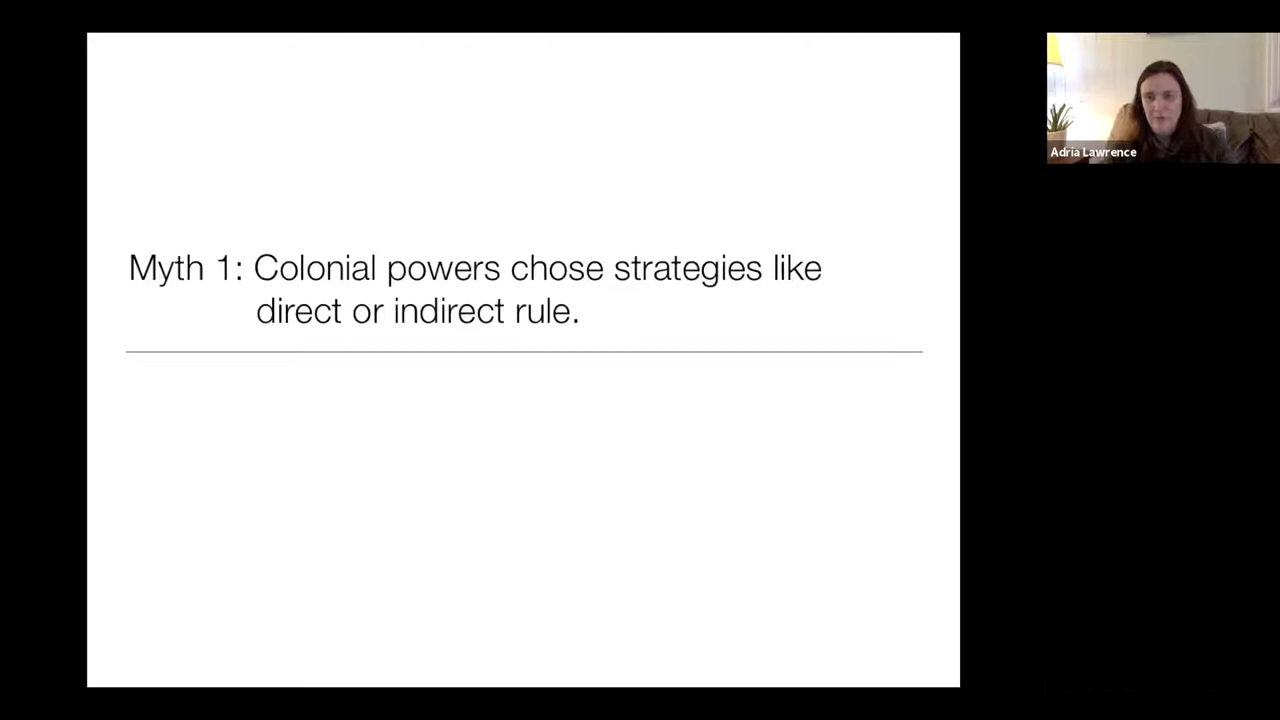 Myth 1: Colonial powers chose strategies like
direct or indirect rule.
Adria Lawrence